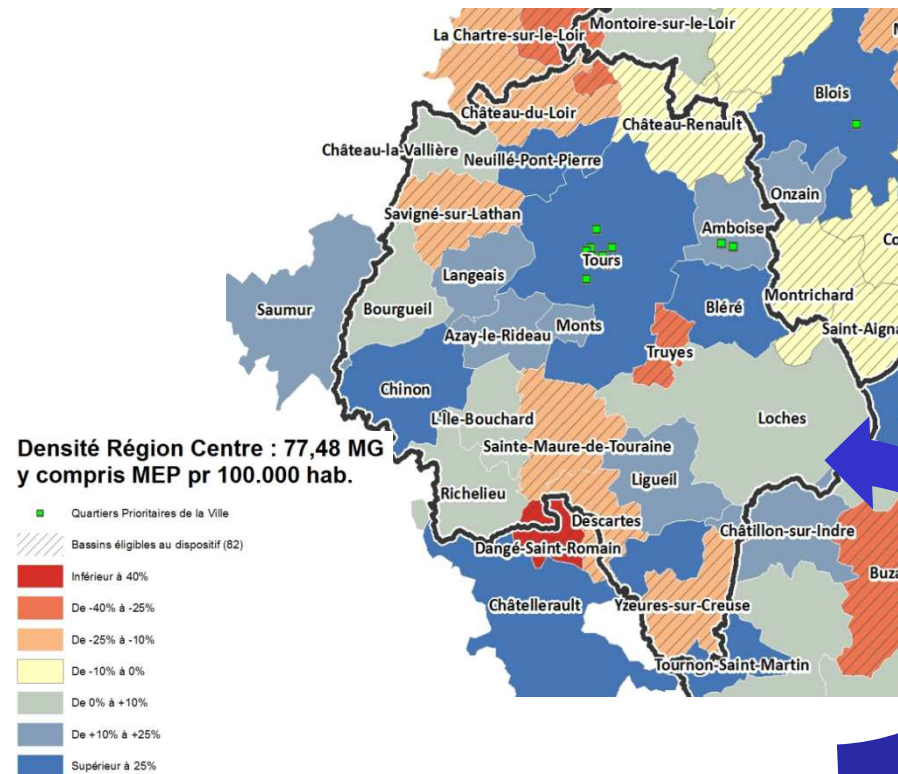 Montoire-sur-le-Loir
La Chartre-sur-le-Loir
Blois
Château-du-Loir
Château-Renault
Château-la-Vallière
Neuillé-Pont-Pierre
Onzain
Savigné-sur-Lathan
Amboise
Tours
Langeais
Montrichard
Saumur
Bourgueil
Bléré
Azay-le-Rideau
Monts
Saint-Aigna
Truyes
Chinon
L'Île-Bouchard
Loches
Sainte-Maure-de-Touraine
Ligueil
Richelieu
Descartes
Châtillon-sur-Indre
Dangé-Saint-Romain
Buza
Châtellerault
Yzeures-sur-Creuse
Tournon-Saint-Martin
Densité Région Centre : 77,48 MG
y compris MEP pr 100.000 hab.
Quartiers Prioritaires de la Ville
Bassins éligibles au dispositif (82)
Inférieur à 40%
De -40% à -25%
De -25% à -10%
De -10% à 0%
De 0% à +10%
De +10% à +25%
Supérieur à 25%